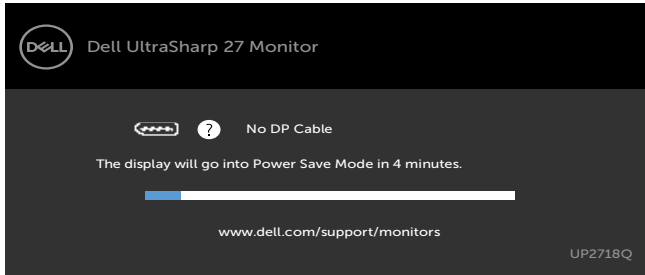 DELL
Dell UltraSharp 27 Monitor
? No DP Cable
The display will go into Power Save Mode in 4 minutes.
www.dell.com/support/monitors
UP2718Q